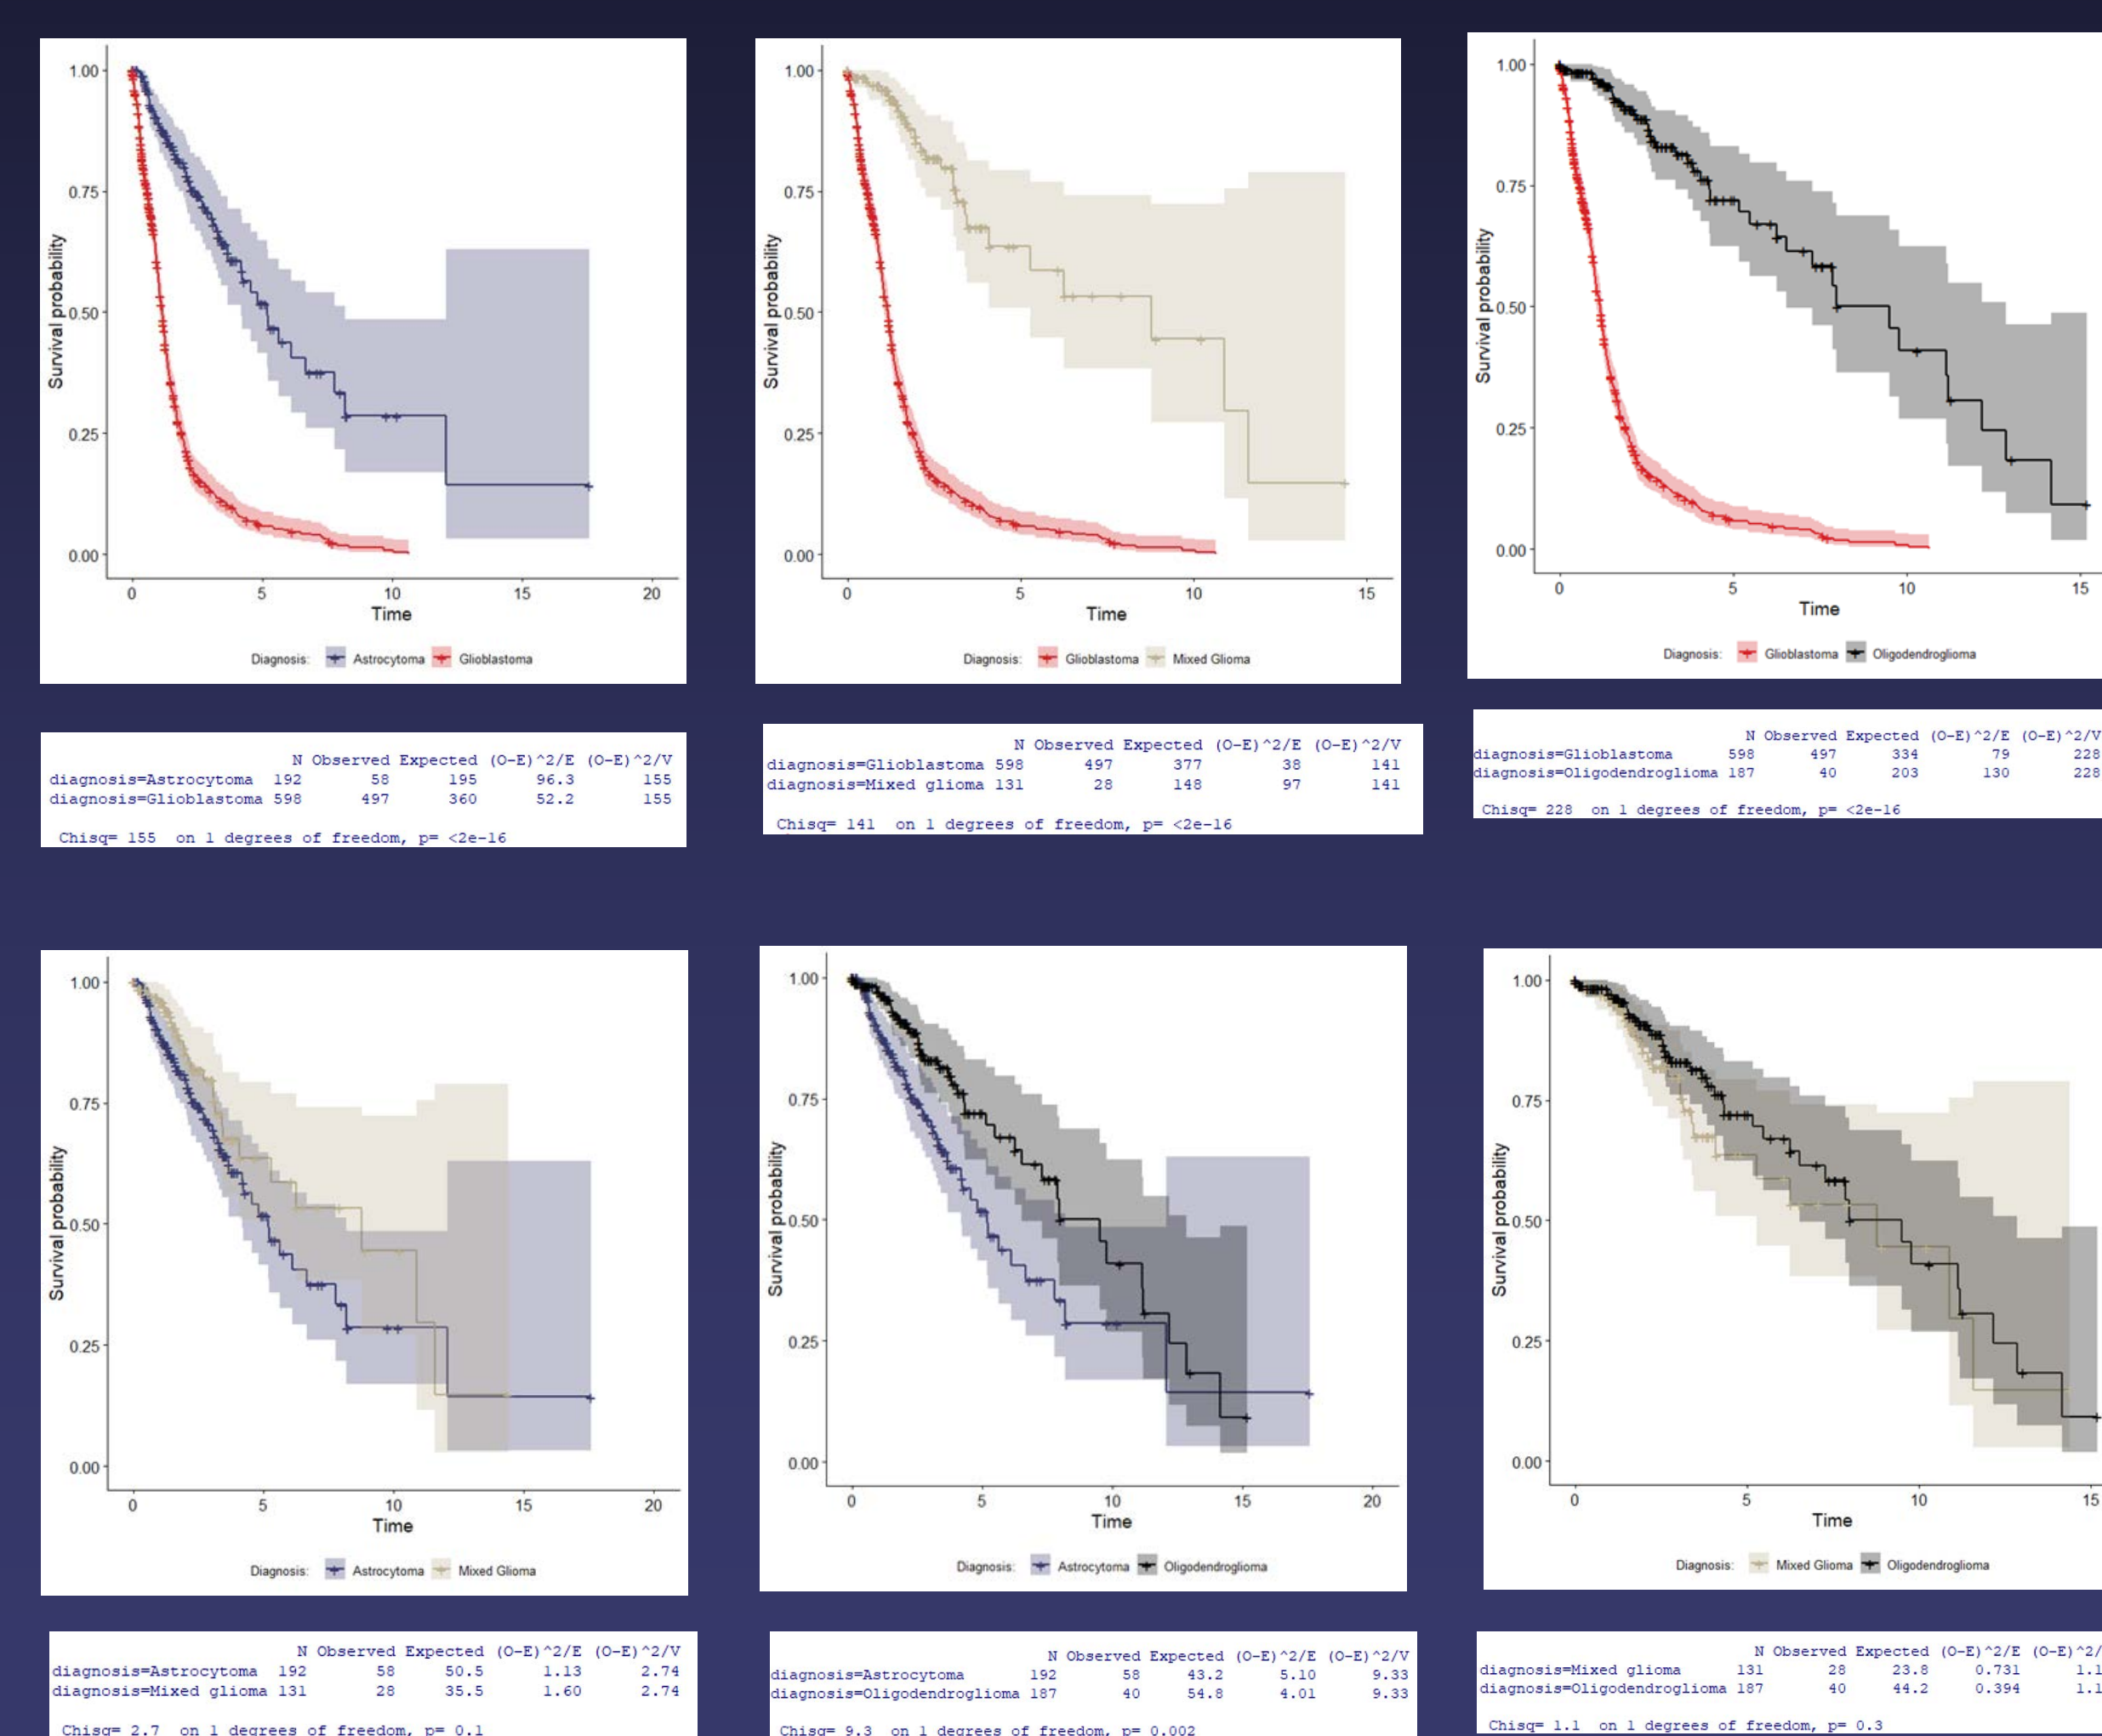 1.00
0.75
0.50
0.25
0.00
Survival probability
0 5 10 15 20
Time
Diagnosis: Astrocytoma Glioblastoma
N Observed Expected (O-E)^2/E (O-E)^2/V
diagnosis=Astrocytoma 192 58 195 96.3 155
diagnosis=Glioblastoma 598 497 360 52.2 155
Chisq= 155 on 1 degrees of freedom, p= <2e-16
1.00
0.75
0.50
0.25
0.00
Survival probability
0 5 10 15
Time
Diagnosis: Glioblastoma Mixed Glioma
N Observed Expected (O-E)^2/E (O-E)^2/V
diagnosis=Glioblastoma 598 497 377 38 141
diagnosis=Mixed glioma 131 28 148 97 141
Chisq= 141 on 1 degrees of freedom, p= <2e-16
1.00
0.75
0.50
0.25
0.00
Survival probability
0 5 10 15
Time
Diagnosis: Glioblastoma Oligodendroglioma
N Observed Expected (O-E)^2/E (O-E)^2/V
diagnosis=Glioblastoma 598 497 334 79 228
diagnosis=Oligodendroglioma 187 40 203 130 228
Chisq= 228 on 1 degrees of freedom, p= <2e-16
1.00
0.75
0.50
0.25
0.00
Survival probability
0 5 10 15 20
Time
Diagnosis: Astrocytoma Mixed Glioma
N Observed Expected (O-E)^2/E (O-E)^2/V
diagnosis=Astrocytoma 192 58 50.5 1.13 2.74
diagnosis=Mixed glioma 131 28 35.5 1.60 2.74
Chisq= 2.7 on 1 degrees of freedom, p= 0.1
1.00
0.75
0.50
0.25
0.00
Survival probability
0 5 10 15 20
Time
Diagnosis: Astrocytoma Oligodendroglioma
N Observed Expected (O-E)^2/E (O-E)^2/V
diagnosis=Astrocytoma 192 58 43.2 5.10 9.33
diagnosis=Oligodendroglioma 187 40 54.8 4.01 9.33
Chisq= 9.3 on 1 degrees of freedom, p= 0.002
1.00
0.75
0.50
0.25
0.00
Survival probability
0 5 10 15
Time
Diagnosis: Mixed Glioma Oligodendroglioma
N Observed Expected (O-E)^2/E (O-E)^2/
diagnosis=Mixed glioma 131 28 23.8 0.731 1.1
diagnosis=Oligodendroglioma 187 40 44.2 0.394 1.1
Chisq= 1.1 on 1 degrees of freedom, p= 0.3